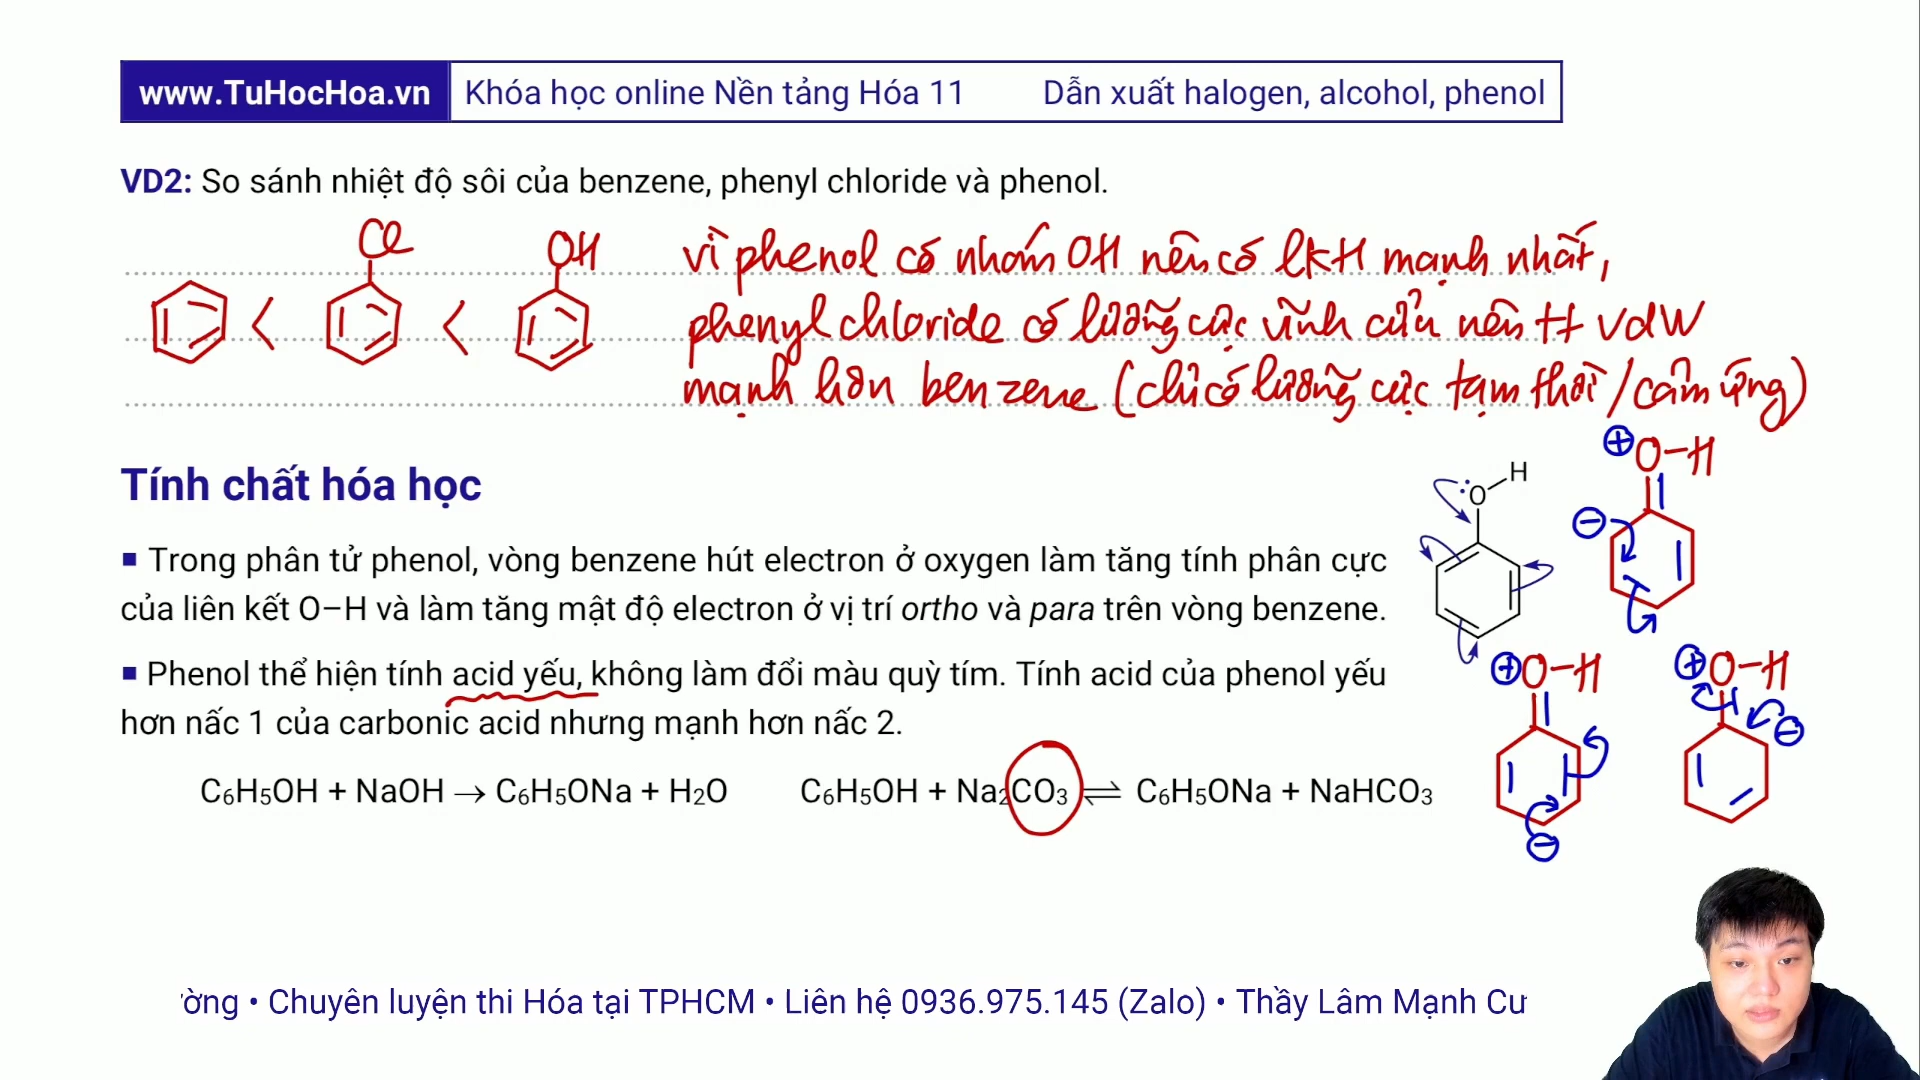 www.TuHocHoa.vn Khóa học online Nền tảng Hóa 11 Dẫn xuất halogen, alcohol, phenol
VD2: So sánh nhiệt độ sôi của benzene, phenyl chloride và phenol.
Cl
OH
< <
vì phenol có nhóm OH nên có lkH mạnh nhất,
phenyl chloride có lưỡng cực vĩnh cửu nên tt vdW
mạnh hơn benzene (chỉ có lưỡng cực tạm thời / cảm ứng)
Tính chất hóa học
■ Trong phân tử phenol, vòng benzene hút electron ở oxygen làm tăng tính phân cực
của liên kết O–H và làm tăng mật độ electron ở vị trí ortho và para trên vòng benzene.
■ Phenol thể hiện tính acid yếu, không làm đổi màu quỳ tím. Tính acid của phenol yếu
hơn nấc 1 của carbonic acid nhưng mạnh hơn nấc 2.
C₆H₅OH + NaOH → C₆H₅ONa + H₂O C₆H₅OH + Na₂CO₃ ⇌ C₆H₅ONa + NaHCO₃
O H
⊕ O-H
⊖
⊕ O-H
⊖
⊕ O-H
⊖
ờng • Chuyên luyện thi Hóa tại TPHCM • Liên hệ 0936.975.145 (Zalo) • Thầy Lâm Mạnh Cư